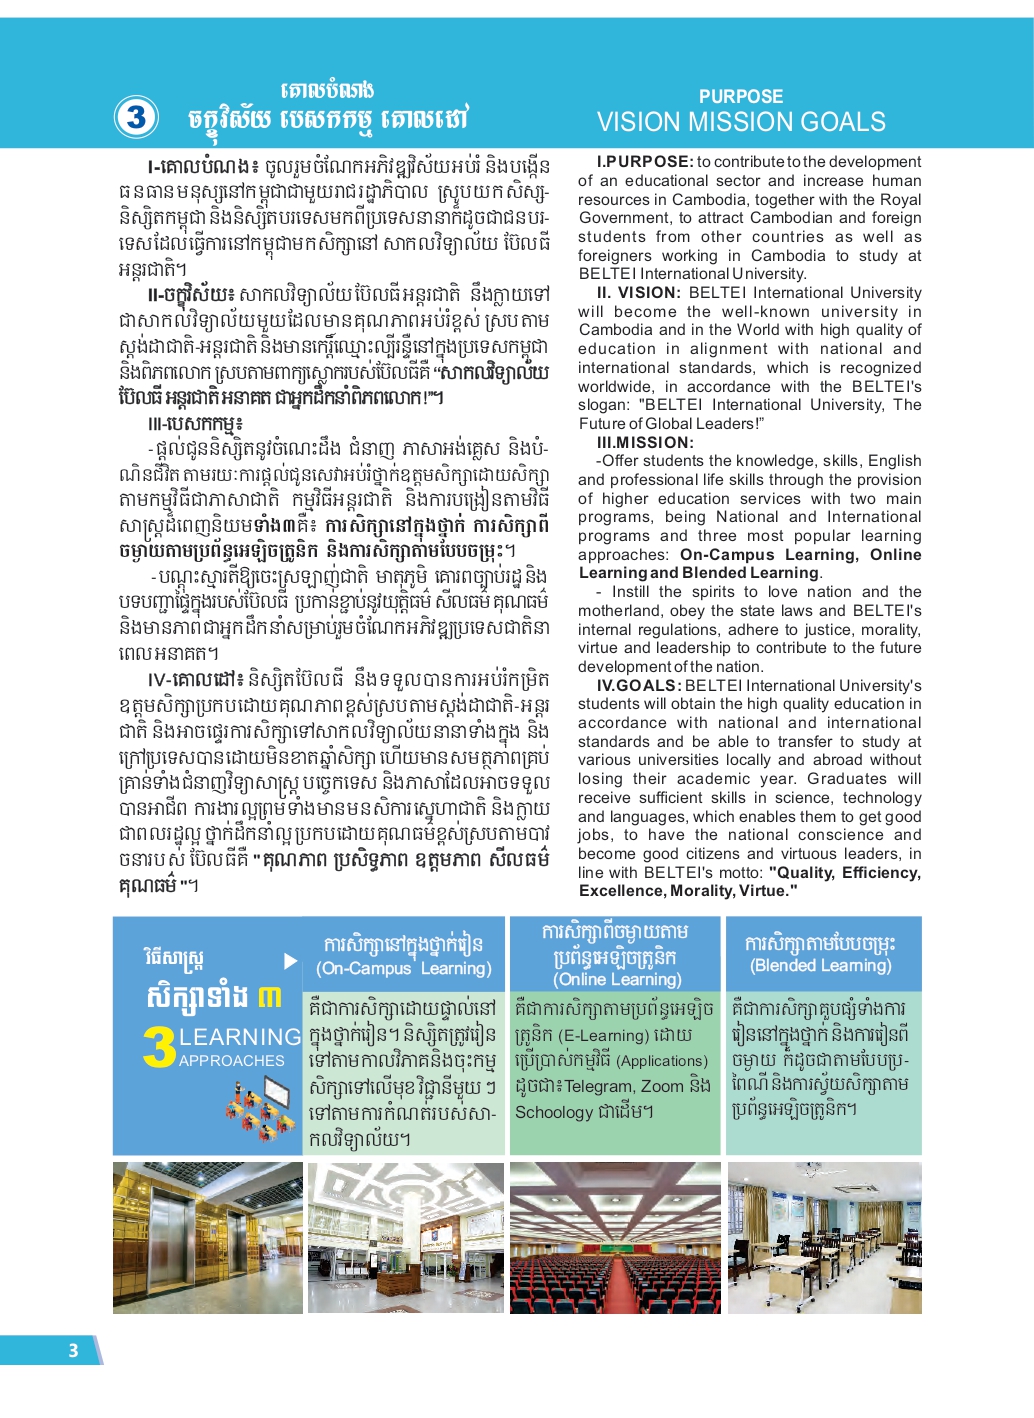 គោលបំណង
3 ចក្ខុវិស័យ បេសកកម្ម គោលដៅ
PURPOSE
VISION MISSION GOALS
I-គោលបំណង៖ ចូលរួមចំណែកអភិវឌ្ឍវិស័យអប់រំ និងបង្កើន
ធនធានមនុស្សនៅកម្ពុជាជាមួយរាជរដ្ឋាភិបាល ស្រូបយកសិស្ស-
និស្សិតកម្ពុជា និងនិស្សិតបរទេសមកពីប្រទេសនានាក៏ដូចជាជនបរ-
ទេសដែលធ្វើការនៅកម្ពុជាមកសិក្សានៅ សាកលវិទ្យាល័យ ប៊ែលធី
អន្តរជាតិ។
II-ចក្ខុវិស័យ៖ សាកលវិទ្យាល័យប៊ែលធីអន្តរជាតិ នឹងក្លាយទៅ
ជាសាកលវិទ្យាល័យមួយដែលមានគុណភាពអប់រំខ្ពស់ ស្របតាម
ស្តង់ដាជាតិ-អន្តរជាតិ និងមានកេរ្តិ៍ឈ្មោះល្បីរន្ទឺនៅក្នុងប្រទេសកម្ពុជា
និងពិភពលោក ស្របតាមពាក្យស្លោករបស់ប៊ែលធីគឺ “សាកលវិទ្យាល័យ
ប៊ែលធី អន្តរជាតិ អនាគត ជាអ្នកដឹកនាំពិភពលោក!”។
III-បេសកកម្ម៖
-ផ្តល់ជូននិស្សិតនូវចំណេះដឹង ជំនាញ ភាសាអង់គ្លេស និងបំ-
ណិនជីវិត តាមរយៈការផ្តល់ជូនសេវាអប់រំថ្នាក់ឧត្តមសិក្សាដោយសិក្សា
តាមកម្មវិធីជាភាសាជាតិ កម្មវិធីអន្តរជាតិ និងការបង្រៀនតាមវិធី
សាស្ត្រដ៏ពេញនិយមទាំង៣គឺ៖ ការសិក្សានៅក្នុងថ្នាក់ ការសិក្សាពី
ចម្ងាយតាមប្រព័ន្ធអេឡិចត្រូនិក និងការសិក្សាតាមបែបចម្រុះ។
-បណ្តុះស្មារតីឱ្យចេះស្រឡាញ់ជាតិ មាតុភូមិ គោរពច្បាប់រដ្ឋ និង
បទបញ្ជាផ្ទៃក្នុងរបស់ប៊ែលធី ប្រកាន់ខ្ជាប់នូវយុត្តិធម៌ សីលធម៌ គុណធម៌
និងមានភាពជាអ្នកដឹកនាំសម្រាប់រួមចំណែកអភិវឌ្ឍប្រទេសជាតិនា
ពេលអនាគត។
IV-គោលដៅ៖ និស្សិតប៊ែលធី នឹងទទួលបានការអប់រំកម្រិត
ឧត្តមសិក្សាប្រកបដោយគុណភាពខ្ពស់ស្របតាមស្តង់ដាជាតិ-អន្តរ
ជាតិ និងអាចផ្ទេរការសិក្សាទៅសាកលវិទ្យាល័យនានាទាំងក្នុង និង
ក្រៅប្រទេសបានដោយមិនខាតឆ្នាំសិក្សា ហើយមានសមត្ថភាពគ្រប់
គ្រាន់ទាំងជំនាញវិទ្យាសាស្ត្រ បច្ចេកទេស និងភាសាដែលអាចទទួល
បានអាជីព ការងារល្អព្រមទាំងមានមនសិការស្នេហាជាតិ និងក្លាយ
ជាពលរដ្ឋល្អ ថ្នាក់ដឹកនាំល្អ ប្រកបដោយគុណធម៌ខ្ពស់ស្របតាមបាវ
ចនារបស់ ប៊ែលធីគឺ "គុណភាព ប្រសិទ្ធភាព ឧត្តមភាព សីលធម៌
គុណធម៌"។
I.PURPOSE: to contribute to the development
of an educational sector and increase human
resources in Cambodia, together with the Royal
Government, to attract Cambodian and foreign
students from other countries as well as
foreigners working in Cambodia to study at
BELTEI International University.
II. VISION: BELTEI International University
will become the well-known university in
Cambodia and in the World with high quality of
education in alignment with national and
international standards, which is recognized
worldwide, in accordance with the BELTEI's
slogan: "BELTEI International University, The
Future of Global Leaders!”
III.MISSION:
-Offer students the knowledge, skills, English
and professional life skills through the provision
of higher education services with two main
programs, being National and International
programs and three most popular learning
approaches: On-Campus Learning, Online
Learning and Blended Learning.
- Instill the spirits to love nation and the
motherland, obey the state laws and BELTEI's
internal regulations, adhere to justice, morality,
virtue and leadership to contribute to the future
development of the nation.
IV.GOALS: BELTEI International University's
students will obtain the high quality education in
accordance with national and international
standards and be able to transfer to study at
various universities locally and abroad without
losing their academic year. Graduates will
receive sufficient skills in science, technology
and languages, which enables them to get good
jobs, to have the national conscience and
become good citizens and virtuous leaders, in
line with BELTEI's motto: "Quality, Efficiency,
Excellence, Morality, Virtue."
វិធីសាស្ត្រ
សិក្សាទាំង ៣
3 LEARNING
APPROACHES
ការសិក្សានៅក្នុងថ្នាក់រៀន
(On-Campus Learning)
គឺជាការសិក្សាដោយផ្ទាល់នៅ
ក្នុងថ្នាក់រៀន។ និស្សិតត្រូវរៀន
ទៅតាមកាលវិភាគនិងចុះកម្ម
សិក្សាទៅលើមុខវិជ្ជានីមួយៗ
ទៅតាមការកំណត់របស់សា-
កលវិទ្យាល័យ។
ការសិក្សាពីចម្ងាយតាម
ប្រព័ន្ធអេឡិចត្រូនិក
(Online Learning)
គឺជាការសិក្សាតាមប្រព័ន្ធអេឡិច
ត្រូនិក (E-Learning) ដោយ
ប្រើប្រាស់កម្មវិធី (Applications)
ដូចជា៖Telegram, Zoom និង
Schoology ជាដើម។
ការសិក្សាតាមបែបចម្រុះ
(Blended Learning)
គឺជាការសិក្សាគួបផ្សំទាំងការ
រៀននៅក្នុងថ្នាក់ និងការរៀនពី
ចម្ងាយ ក៏ដូចជាតាមបែបប្រ-
ពៃណី និងការស្វ័យសិក្សាតាម
ប្រព័ន្ធអេឡិចត្រូនិក។
3